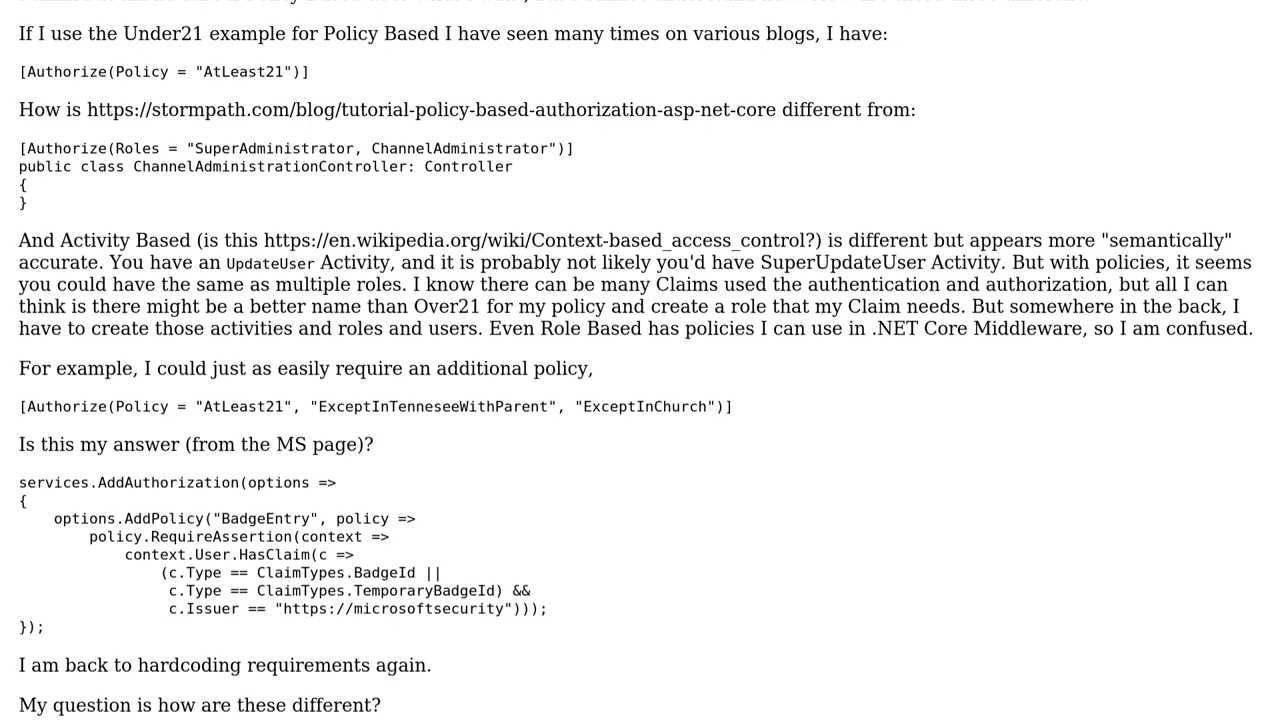 If I use the Under21 example for Policy Based I have seen many times on various blogs, I have:
[Authorize(Policy = "AtLeast21")]
How is https://stormpath.com/blog/tutorial-policy-based-authorization-asp-net-core different from:
[Authorize(Roles = "SuperAdministrator, ChannelAdministrator")]
public class ChannelAdministrationController: Controller
{
}
And Activity Based (is this https://en.wikipedia.org/wiki/Context-based_access_control?) is different but appears more "semantically"
accurate. You have an UpdateUser Activity, and it is probably not likely you'd have SuperUpdateUser Activity. But with policies, it seems
you could have the same as multiple roles. I know there can be many Claims used the authentication and authorization, but all I can
think is there might be a better name than Over21 for my policy and create a role that my Claim needs. But somewhere in the back, I
have to create those activities and roles and users. Even Role Based has policies I can use in .NET Core Middleware, so I am confused.
For example, I could just as easily require an additional policy,
[Authorize(Policy = "AtLeast21", "ExceptInTenneseeWithParent", "ExceptInChurch")]
Is this my answer (from the MS page)?
services.AddAuthorization(options =>
{
    options.AddPolicy("BadgeEntry", policy =>
        policy.RequireAssertion(context =>
            context.User.HasClaim(c =>
                (c.Type == ClaimTypes.BadgeId ||
                 c.Type == ClaimTypes.TemporaryBadgeId) &&
                 c.Issuer == "https://microsoftsecurity")));
});
I am back to hardcoding requirements again.
My question is how are these different?